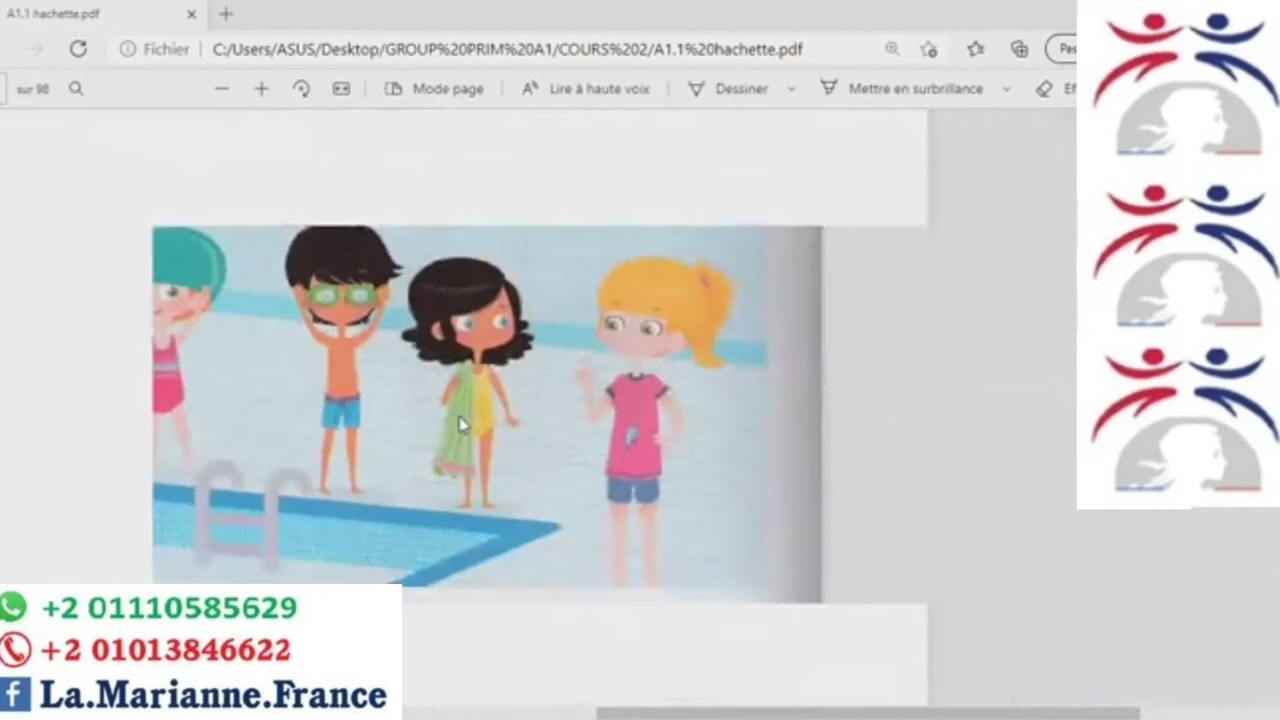 A1.1 hachette.pdf
Fichier C:/Users/ASUS/Desktop/GROUP%20PRIM%20A1/COURS%202/A1.1%20hachette.pdf
sur 98 Mode page Lire à haute voix Dessiner Mettre en surbrillance
+2 01110585629
+2 01013846622
La.Marianne.France